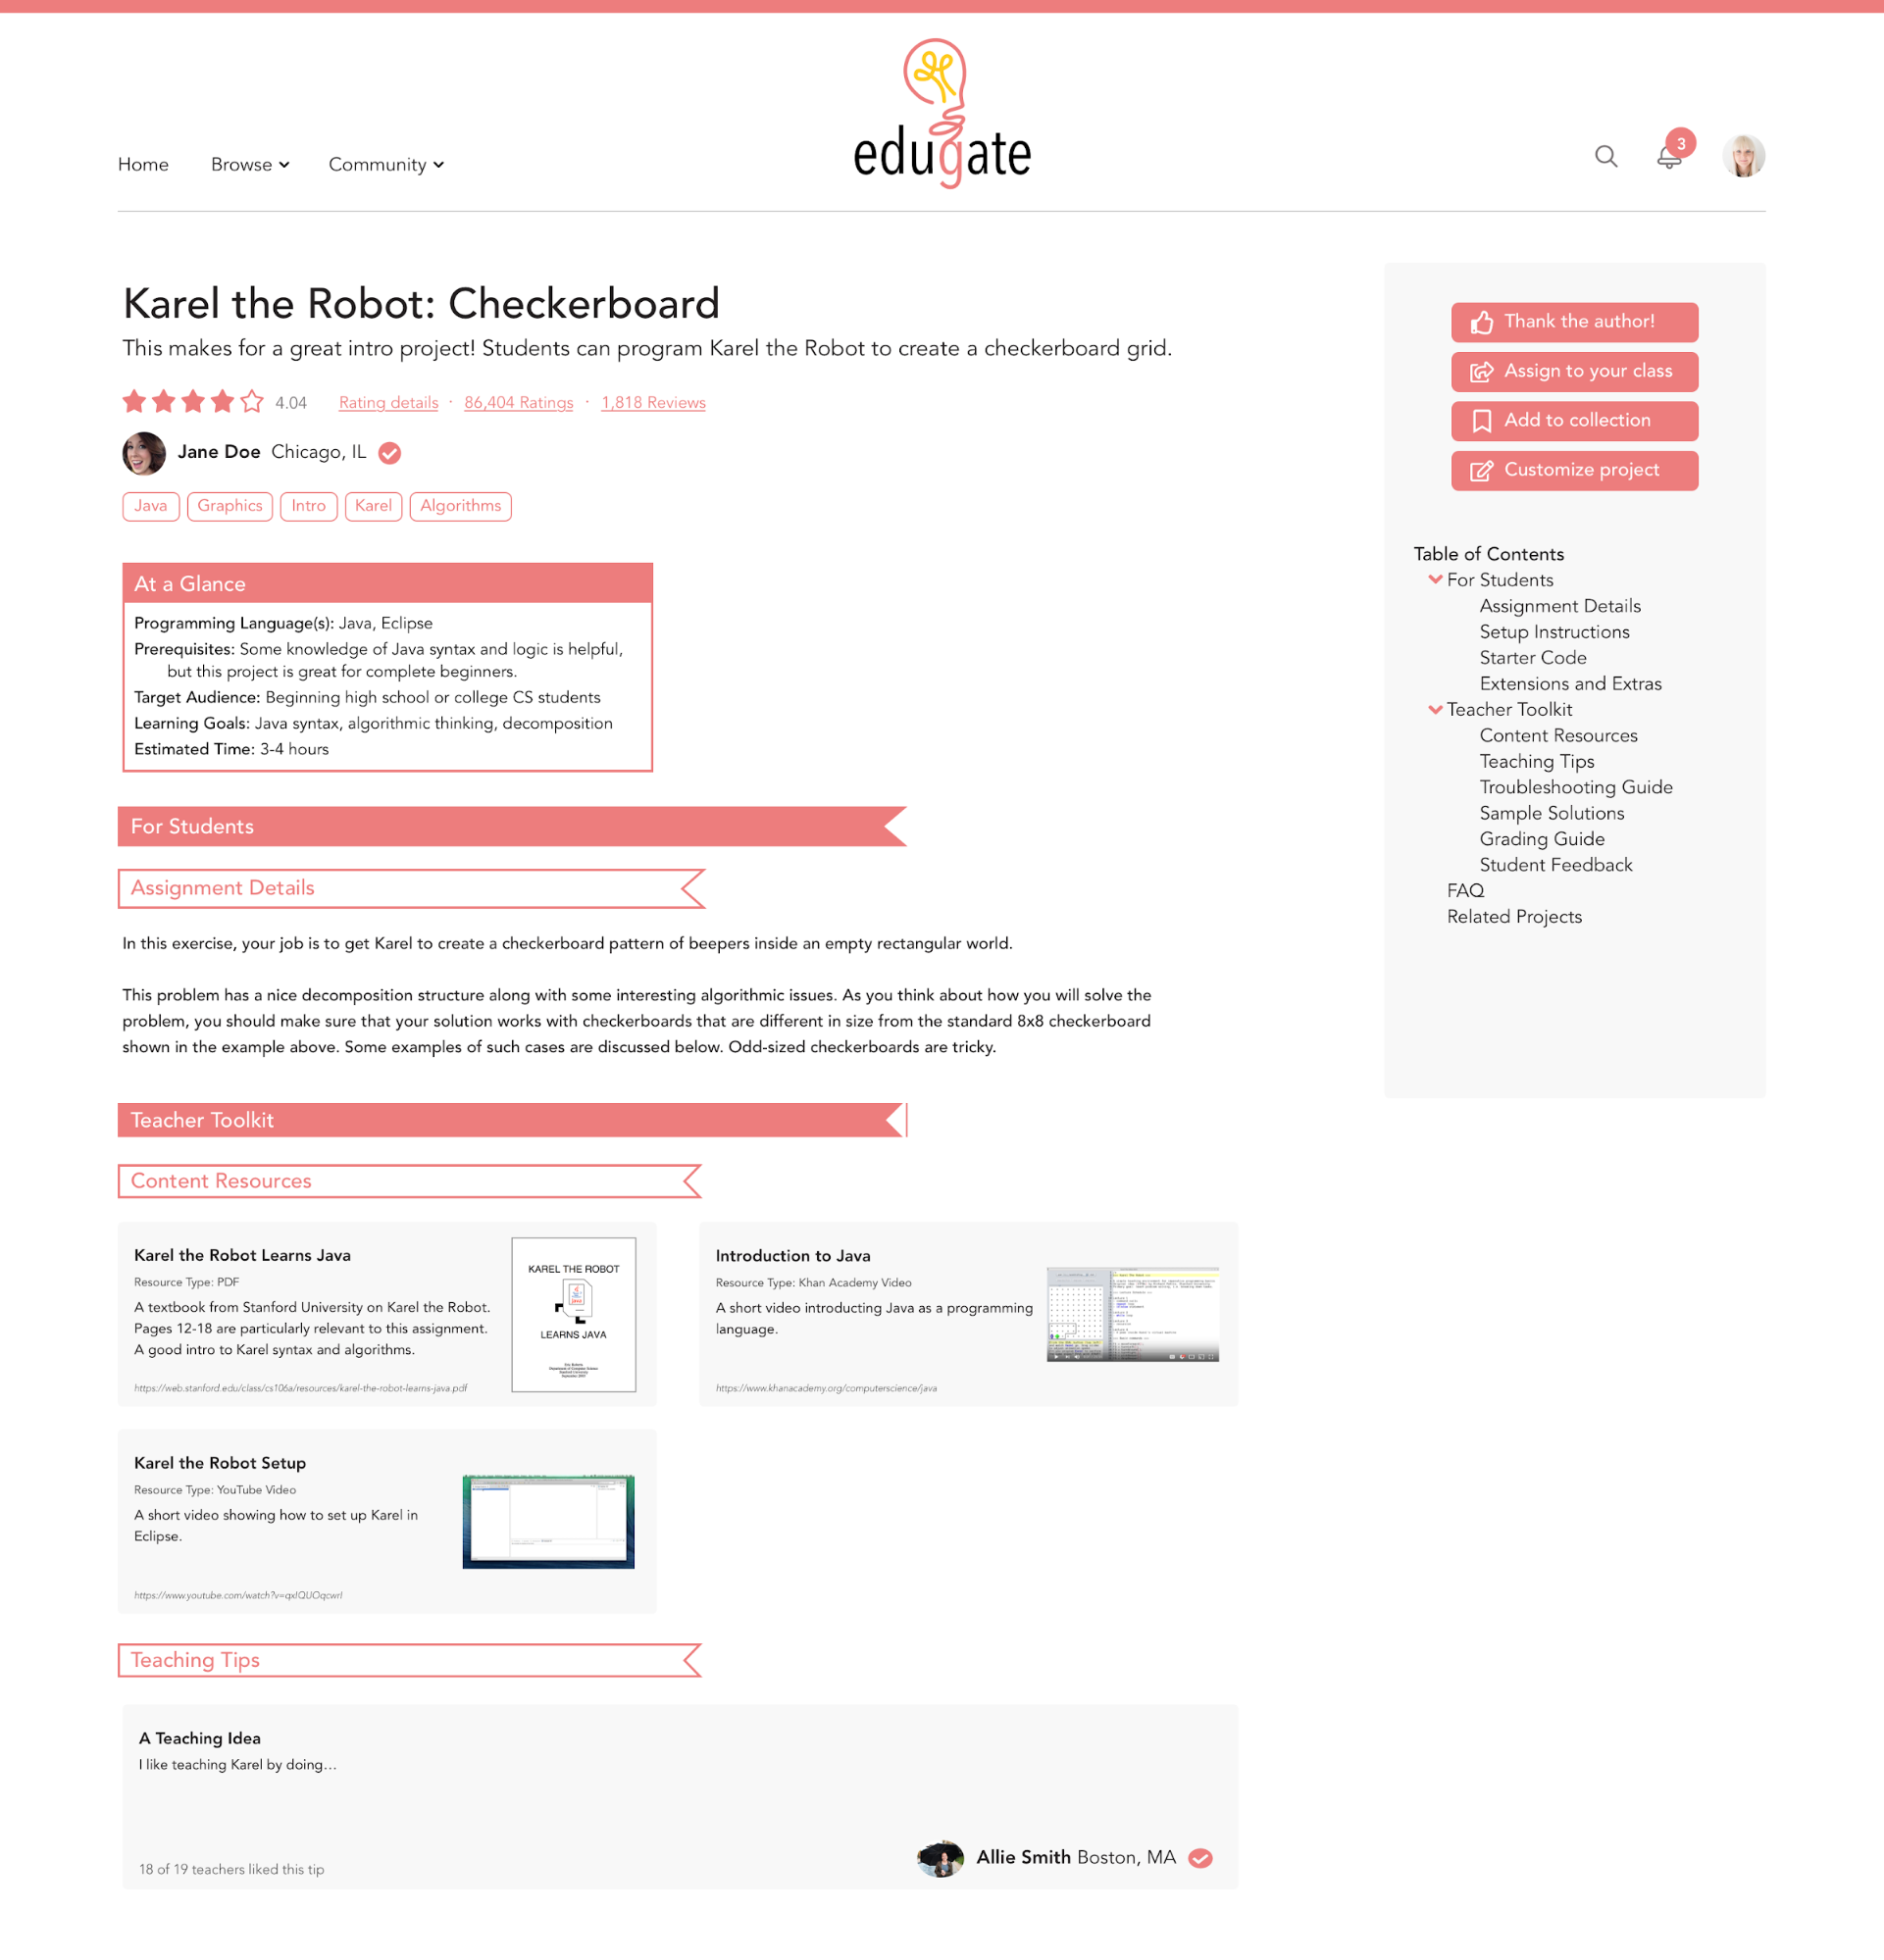 edugate
Home
Browse
Community
3
Karel the Robot: Checkerboard
This makes for a great intro project! Students can program Karel the Robot to create a checkerboard grid.
4.04
Rating details · 86,404 Ratings · 1,818 Reviews
Jane Doe Chicago, IL
Java
Graphics
Intro
Karel
Algorithms
At a Glance
Programming Language(s): Java, Eclipse
Prerequisites: Some knowledge of Java syntax and logic is helpful,
but this project is great for complete beginners.
Target Audience: Beginning high school or college CS students
Learning Goals: Java syntax, algorithmic thinking, decomposition
Estimated Time: 3-4 hours
For Students
Assignment Details
In this exercise, your job is to get Karel to create a checkerboard pattern of beepers inside an empty rectangular world.
This problem has a nice decomposition structure along with some interesting algorithmic issues. As you think about how you will solve the
problem, you should make sure that your solution works with checkerboards that are different in size from the standard 8x8 checkerboard
shown in the example above. Some examples of such cases are discussed below. Odd-sized checkerboards are tricky.
Teacher Toolkit
Content Resources
Karel the Robot Learns Java
Resource Type: PDF
A textbook from Stanford University on Karel the Robot.
Pages 12-18 are particularly relevant to this assignment.
A good intro to Karel syntax and algorithms.
https://web.stanford.edu/class/cs106a/resources/karel-the-robot-learns-java.pdf
KAREL THE ROBOT
LEARNS JAVA
Introduction to Java
Resource Type: Khan Academy Video
A short video introducting Java as a programming
language.
https://www.khanacademy.org/computerscience/java
Karel the Robot Setup
Resource Type: YouTube Video
A short video showing how to set up Karel in
Eclipse.
Teaching Tips
A Teaching Idea
I like teaching Karel by doing…
18 of 19 teachers liked this tip
Allie Smith Boston, MA
Thank the author!
Assign to your class
Add to collection
Customize project
Table of Contents
For Students
Assignment Details
Setup Instructions
Starter Code
Extensions and Extras
Teacher Toolkit
Content Resources
Teaching Tips
Troubleshooting Guide
Sample Solutions
Grading Guide
Student Feedback
FAQ
Related Projects